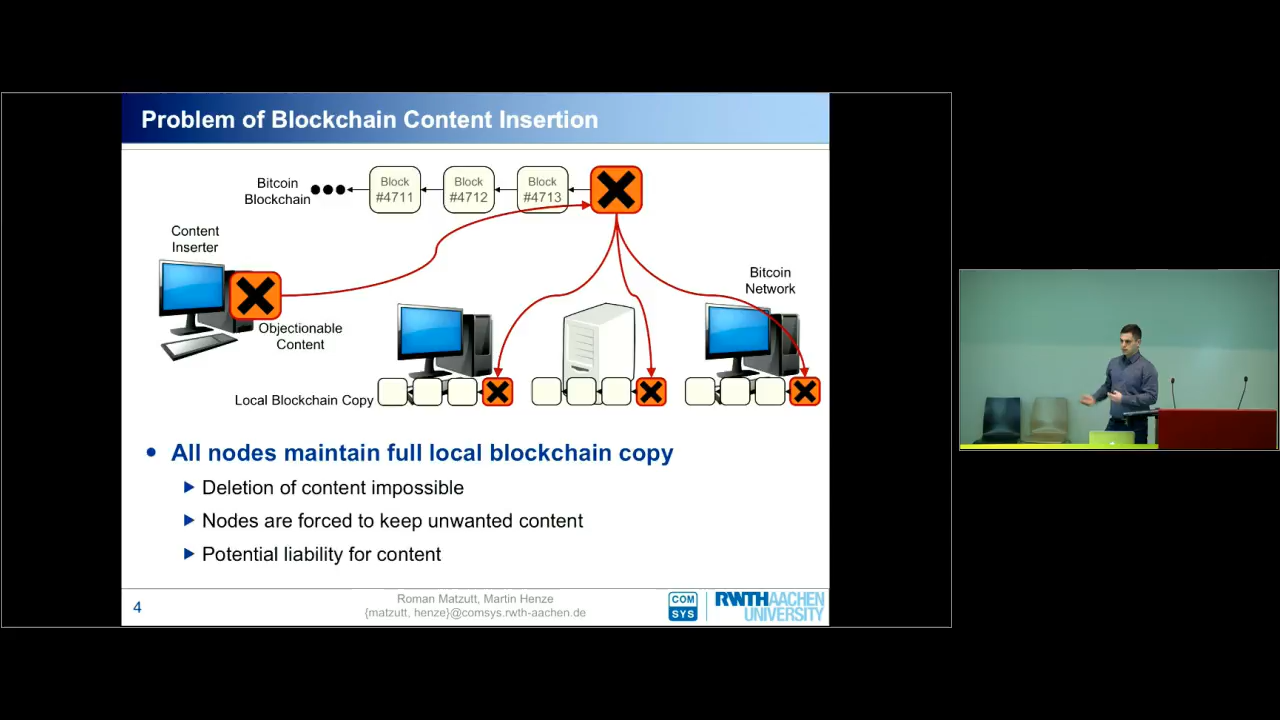 Problem of Blockchain Content Insertion
Bitcoin
Blockchain
Block
#4711
Block
#4712
Block
#4713
Content
Inserter
Objectionable
Content
Bitcoin
Network
Local Blockchain Copy
All nodes maintain full local blockchain copy
Deletion of content impossible
Nodes are forced to keep unwanted content
Potential liability for content
4
Roman Matzutt, Martin Henze
{matzutt, henze}@comsys.rwth-aachen.de
COM
SYS
RWTHAACHEN
UNIVERSITY